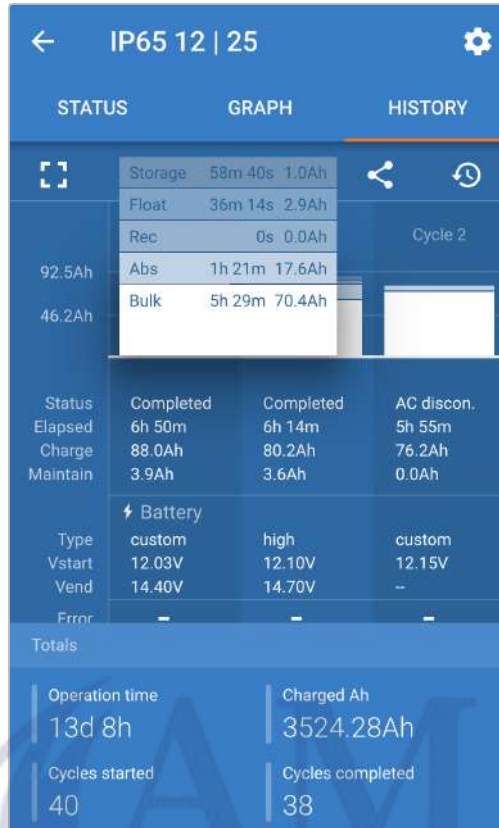 IP65 12 | 25
STATUS GRAPH HISTORY
Storage 58m 40s 1.0Ah
Float 36m 14s 2.9Ah
Rec 0s 0.0Ah
Cycle 2
Abs 1h 21m 17.6Ah
92.5Ah
Bulk 5h 29m 70.4Ah
46.2Ah
Status Completed Completed AC discon.
Elapsed 6h 50m 6h 14m 5h 55m
Charge 88.0Ah 80.2Ah 76.2Ah
Maintain 3.9Ah 3.6Ah 0.0Ah
Battery
Type custom high custom
Vstart 12.03V 12.10V 12.15V
Vend 14.40V 14.70V --
Error - - -
Totals
Operation time Charged Ah
13d 8h 3524.28Ah
Cycles started Cycles completed
40 38
AM